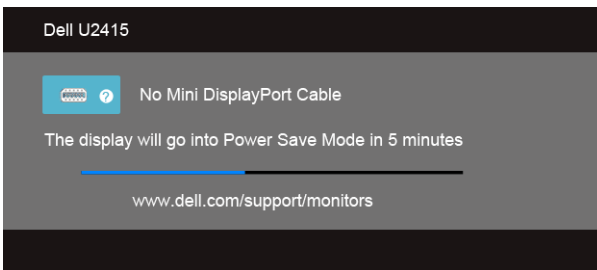 Dell U2415
? No Mini DisplayPort Cable
The display will go into Power Save Mode in 5 minutes
www.dell.com/support/monitors